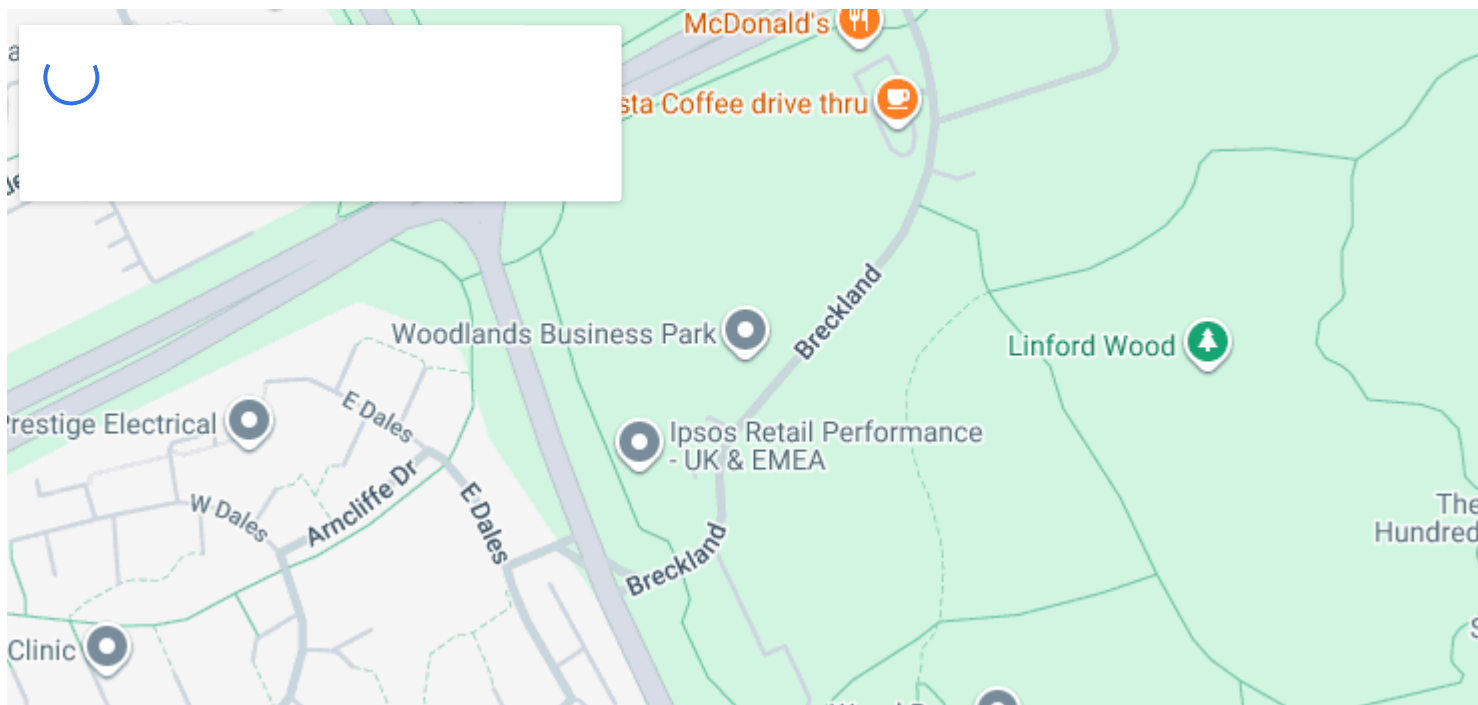 McDonald's
sta Coffee drive thru
Breckland
Woodlands Business Park
Linford Wood
E Dales
Prestige Electrical
Ipsos Retail Performance
- UK & EMEA
Arncliffe Dr
W Dales
E Dales
The
Hundred
Breckland
Clinic